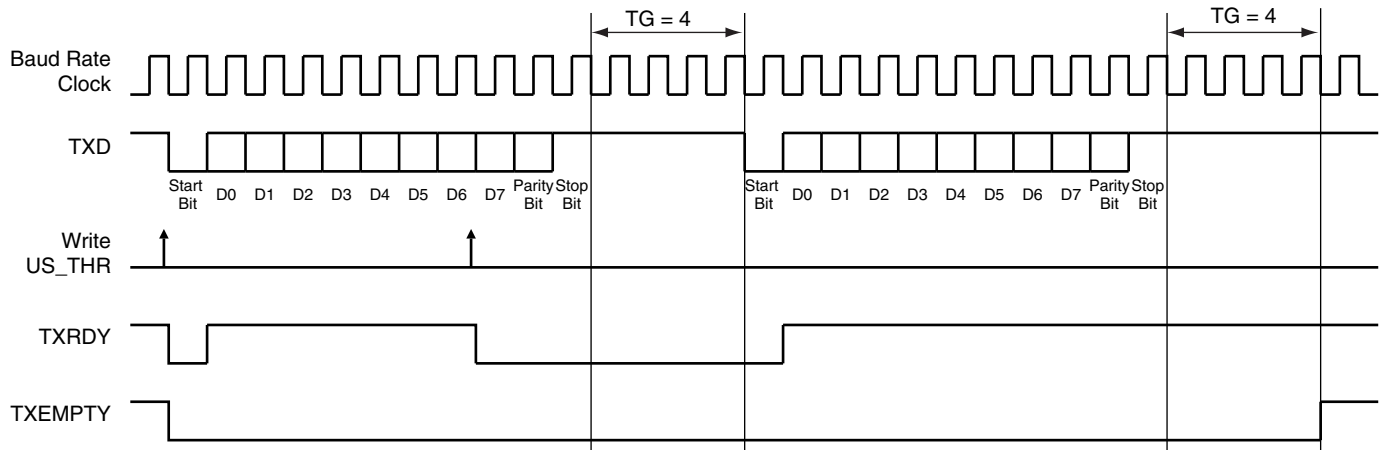 TG = 4
TG = 4
Baud Rate
Clock
TXD
Start
Bit
D0
D1
D2
D3
D4
D5
D6
D7
Parity
Bit
Stop
Bit
Start
Bit
D0
D1
D2
D3
D4
D5
D6
D7
Parity
Bit
Stop
Bit
Write
US_THR
TXRDY
TXEMPTY